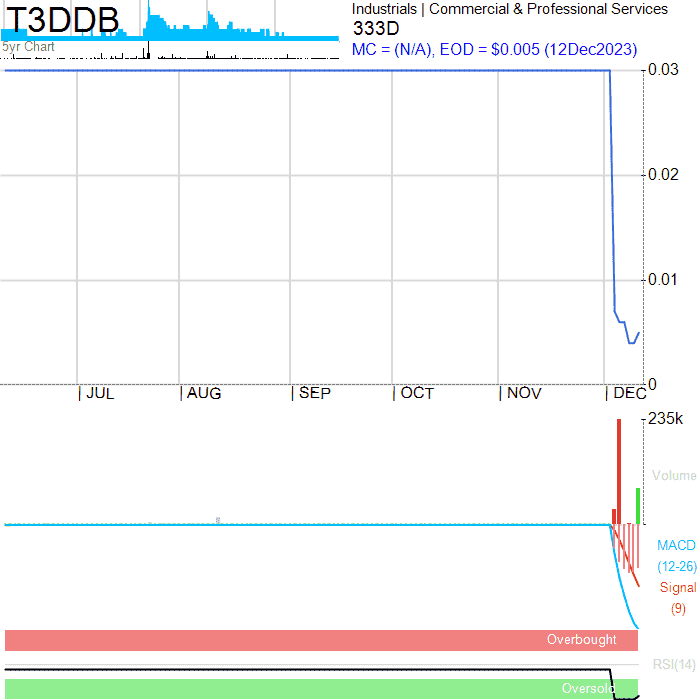 T3DDB
5yr Chart
Industrials | Commercial & Professional Services
333D
MC = (N/A), EOD = $0.005 (12Dec2023)
0.03
0.02
0.01
0
| JUL | AUG | SEP | OCT | NOV | DEC
235k
Volume
MACD
(12-26)
Signal
(9)
Overbought
RSI(14)
Oversold